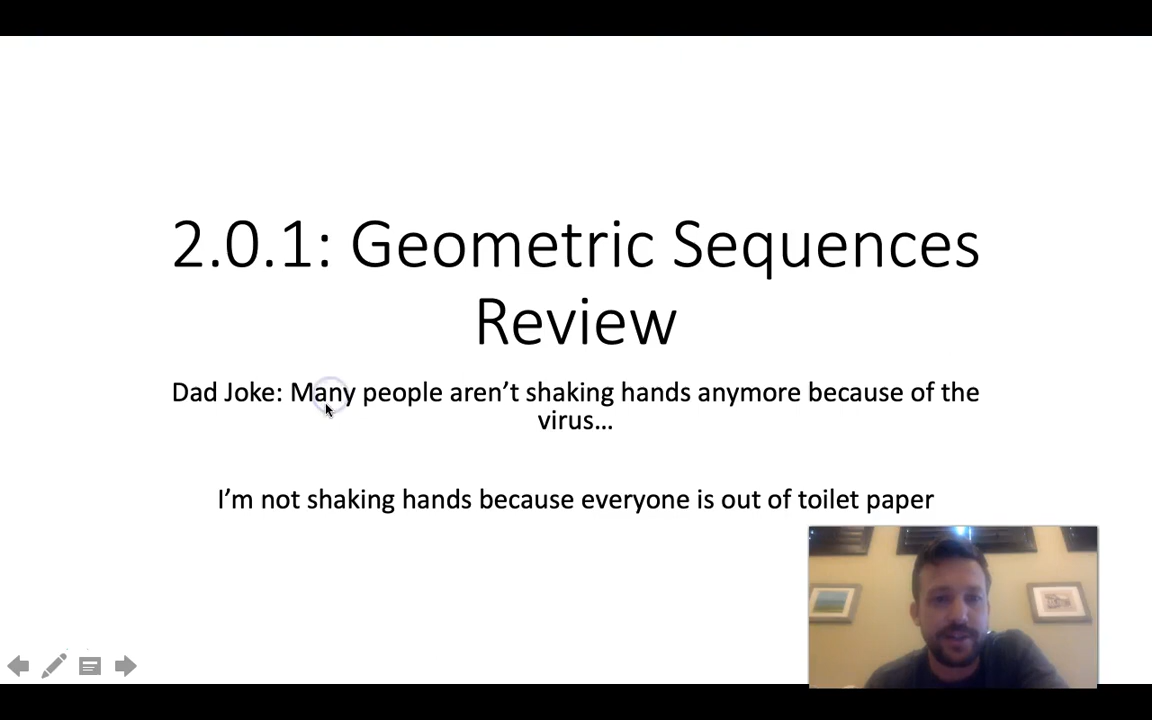 2.0.1: Geometric Sequences
Review
Dad Joke: Many people aren’t shaking hands anymore because of the
virus…
I’m not shaking hands because everyone is out of toilet paper